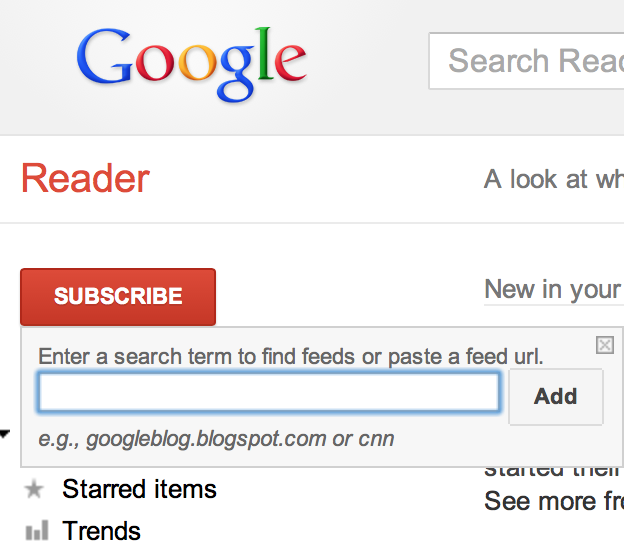 Google
Search Read
Reader
A look at wh
SUBSCRIBE
New in your
Enter a search term to find feeds or paste a feed url.
Add
e.g., googleblog.blogspot.com or cnn
started their
Starred items
See more fr
Trends